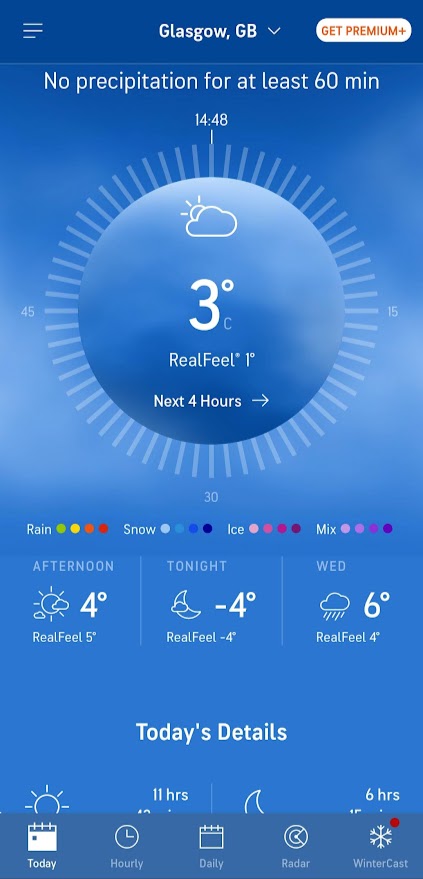 Glasgow, GB
GET PREMIUM+
No precipitation for at least 60 min
14:48
3°
C
RealFeel® 1°
Next 4 Hours
45
15
30
Rain Snow Ice Mix
AFTERNOON TONIGHT WED
4° -4° 6°
RealFeel 5° RealFeel -4° RealFeel 4°
Today's Details
11 hrs 6 hrs
Today Hourly Daily Radar WinterCast